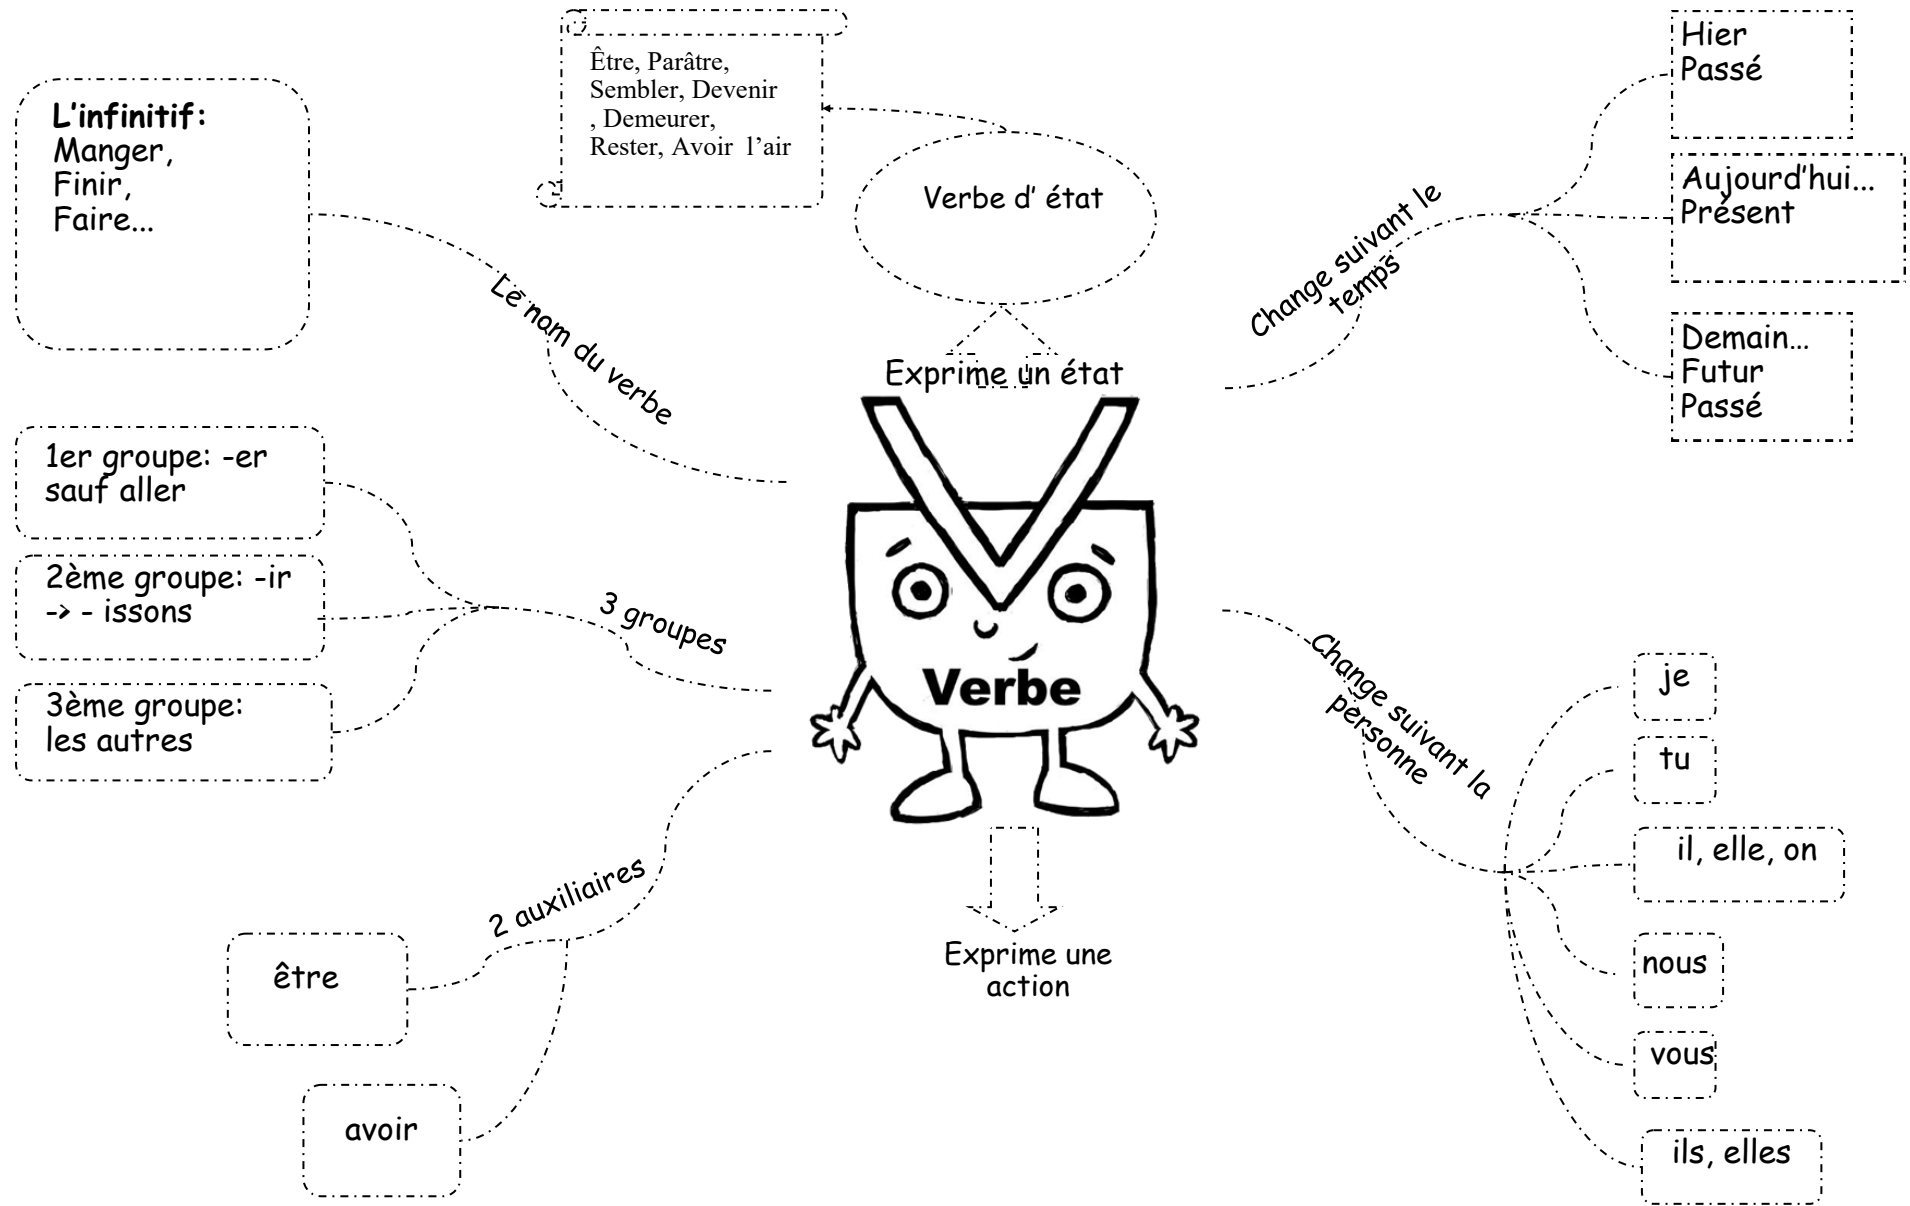 Être, Parâtre,
Sembler, Devenir
, Demeurer,
Rester, Avoir l’air
Verbe d’ état
Exprime un état
L’infinitif:
Manger,
Finir,
Faire...
Le nom du verbe
1er groupe: -er
sauf aller
2ème groupe: -ir
-> - issons
3ème groupe:
les autres
3 groupes
2 auxiliaires
être
avoir
Verbe
Exprime une
action
Change suivant le
temps
Hier
Passé
Aujourd’hui...
Présent
Demain...
Futur
Passé
Change suivant la
personne
je
tu
il, elle, on
nous
vous
ils, elles